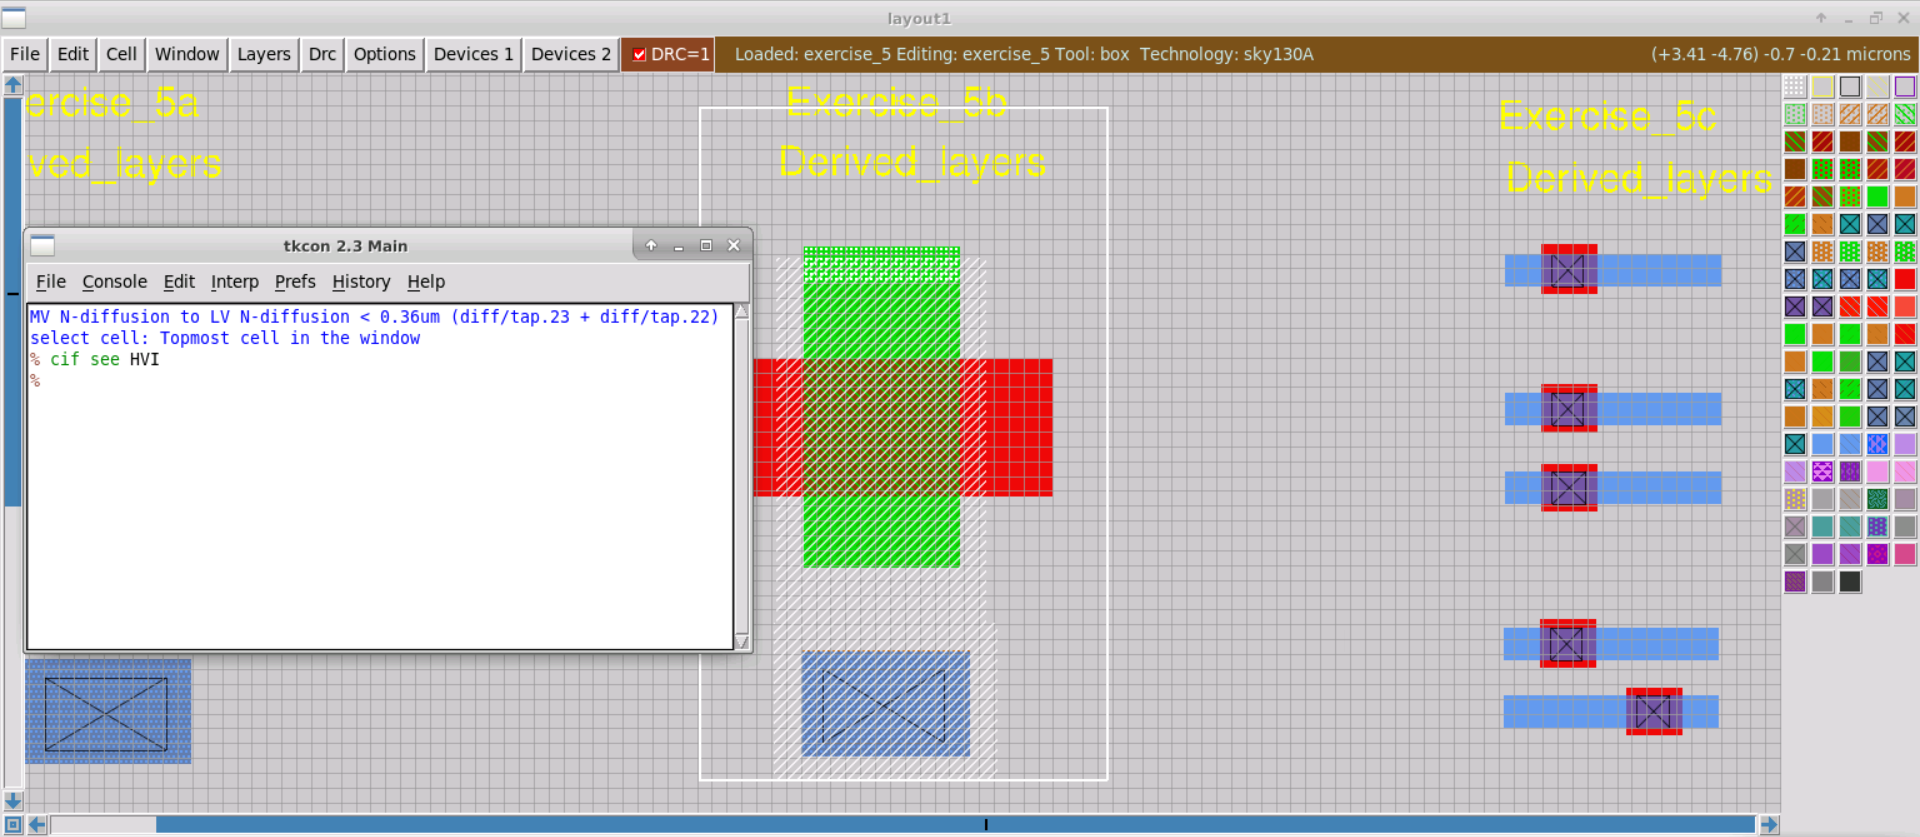 layout1
File Edit Cell Window Layers Drc Options Devices 1 Devices 2 DRC=1 Loaded: exercise_5 Editing: exercise_5 Tool: box Technology: sky130A (+3.41 -4.76) -0.7 -0.21 microns
ercise_5a
ved_layers
Exercise_5b
Derived_layers
Exercise_5c
Derived_layers
tkcon 2.3 Main
File Console Edit Interp Prefs History Help
MV N-diffusion to LV N-diffusion < 0.36um (diff/tap.23 + diff/tap.22)
select cell: Topmost cell in the window
% cif see HVI
%